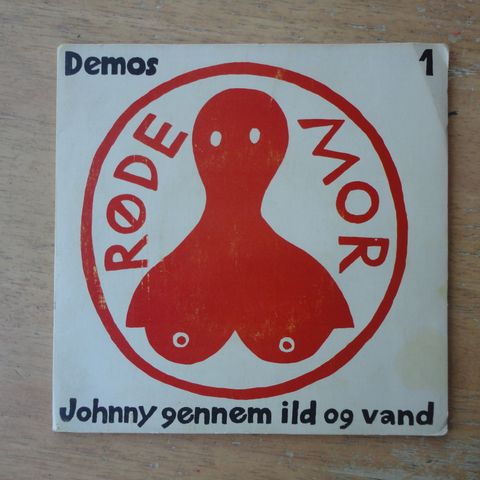 Demos 1
RØDE MOR
Johnny gennem ild og vand